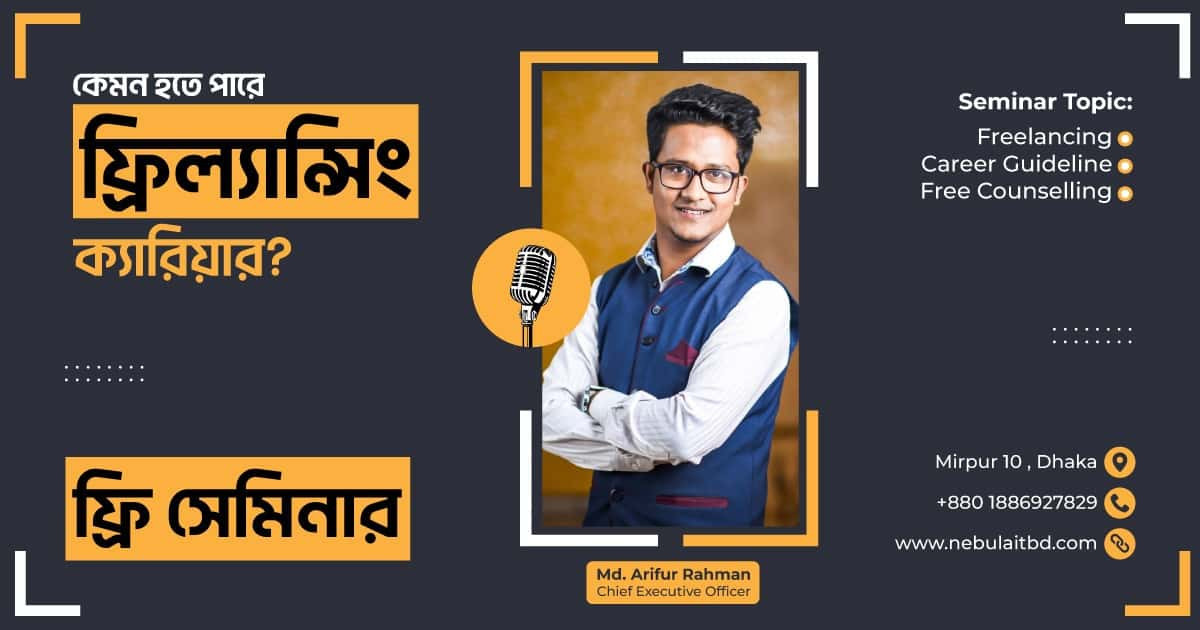 কেমন হতে পারে
ফ্রিল্যান্সিং
ক্যারিয়ার?
ফ্রি সেমিনার
Md. Arifur Rahman
Chief Executive Officer
Seminar Topic:
Freelancing
Career Guideline
Free Counselling
Mirpur 10 , Dhaka
+880 1886927829
www.nebulaitbd.com